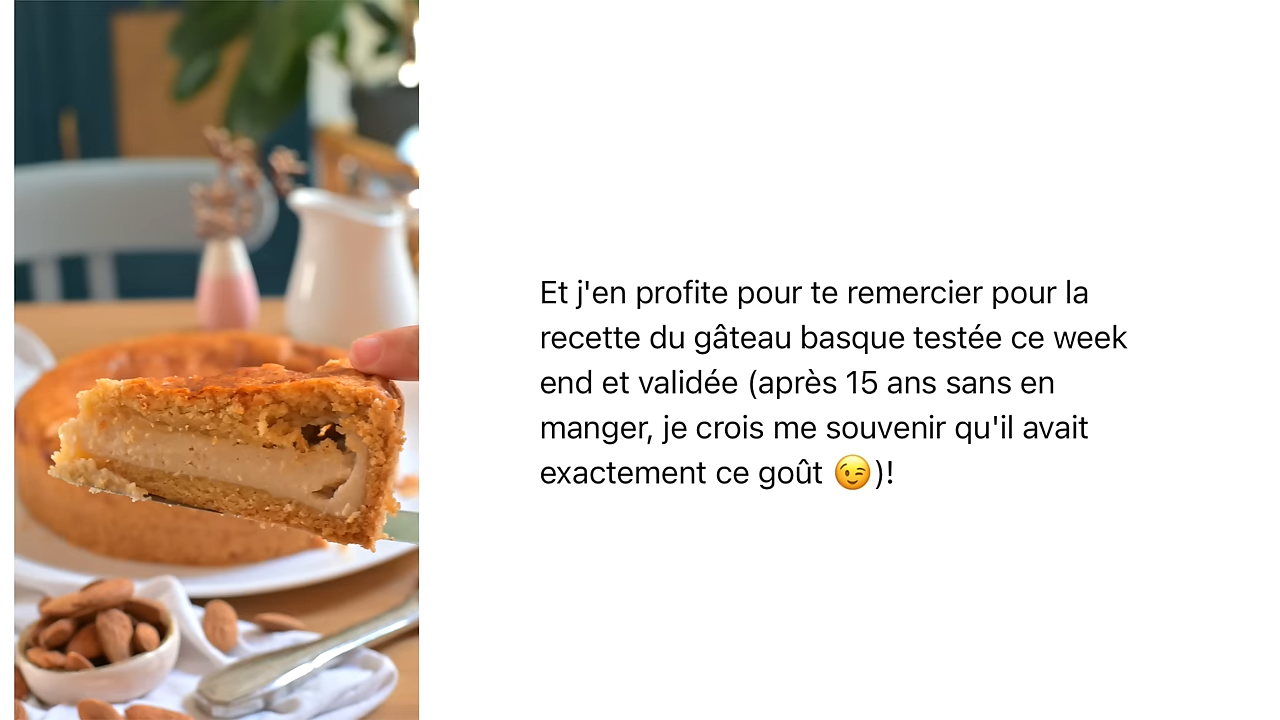 Et j'en profite pour te remercier pour la
recette du gâteau basque testée ce week
end et validée (après 15 ans sans en
manger, je crois me souvenir qu'il avait
exactement ce goût 😉)!